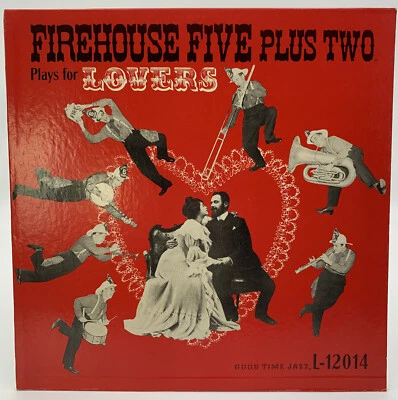 FIREHOUSE FIVE PLUS TWO
Plays for LOVERS
GOOD TIME JAZZ, L-12014